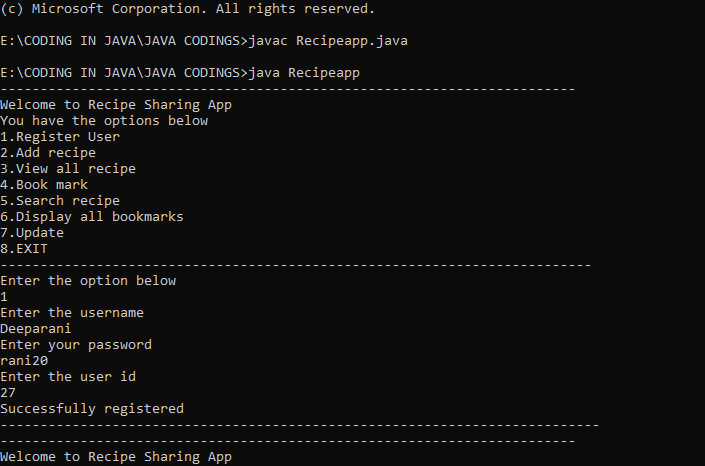 (c) Microsoft Corporation. All rights reserved.
E:\CODING IN JAVA\JAVA CODINGS>javac Recipeapp.java
E:\CODING IN JAVA\JAVA CODINGS>java Recipeapp
------------------------------------------------------------------------
Welcome to Recipe Sharing App
You have the options below
1.Register User
2.Add recipe
3.View all recipe
4.Book mark
5.Search recipe
6.Display all bookmarks
7.Update
8.EXIT
--------------------------------------------------------------------------
Enter the option below
1
Enter the username
Deeparani
Enter your password
rani20
Enter the user id
27
Successfully registered
---------------------------------------------------------------------------
------------------------------------------------------------------------
Welcome to Recipe Sharing App